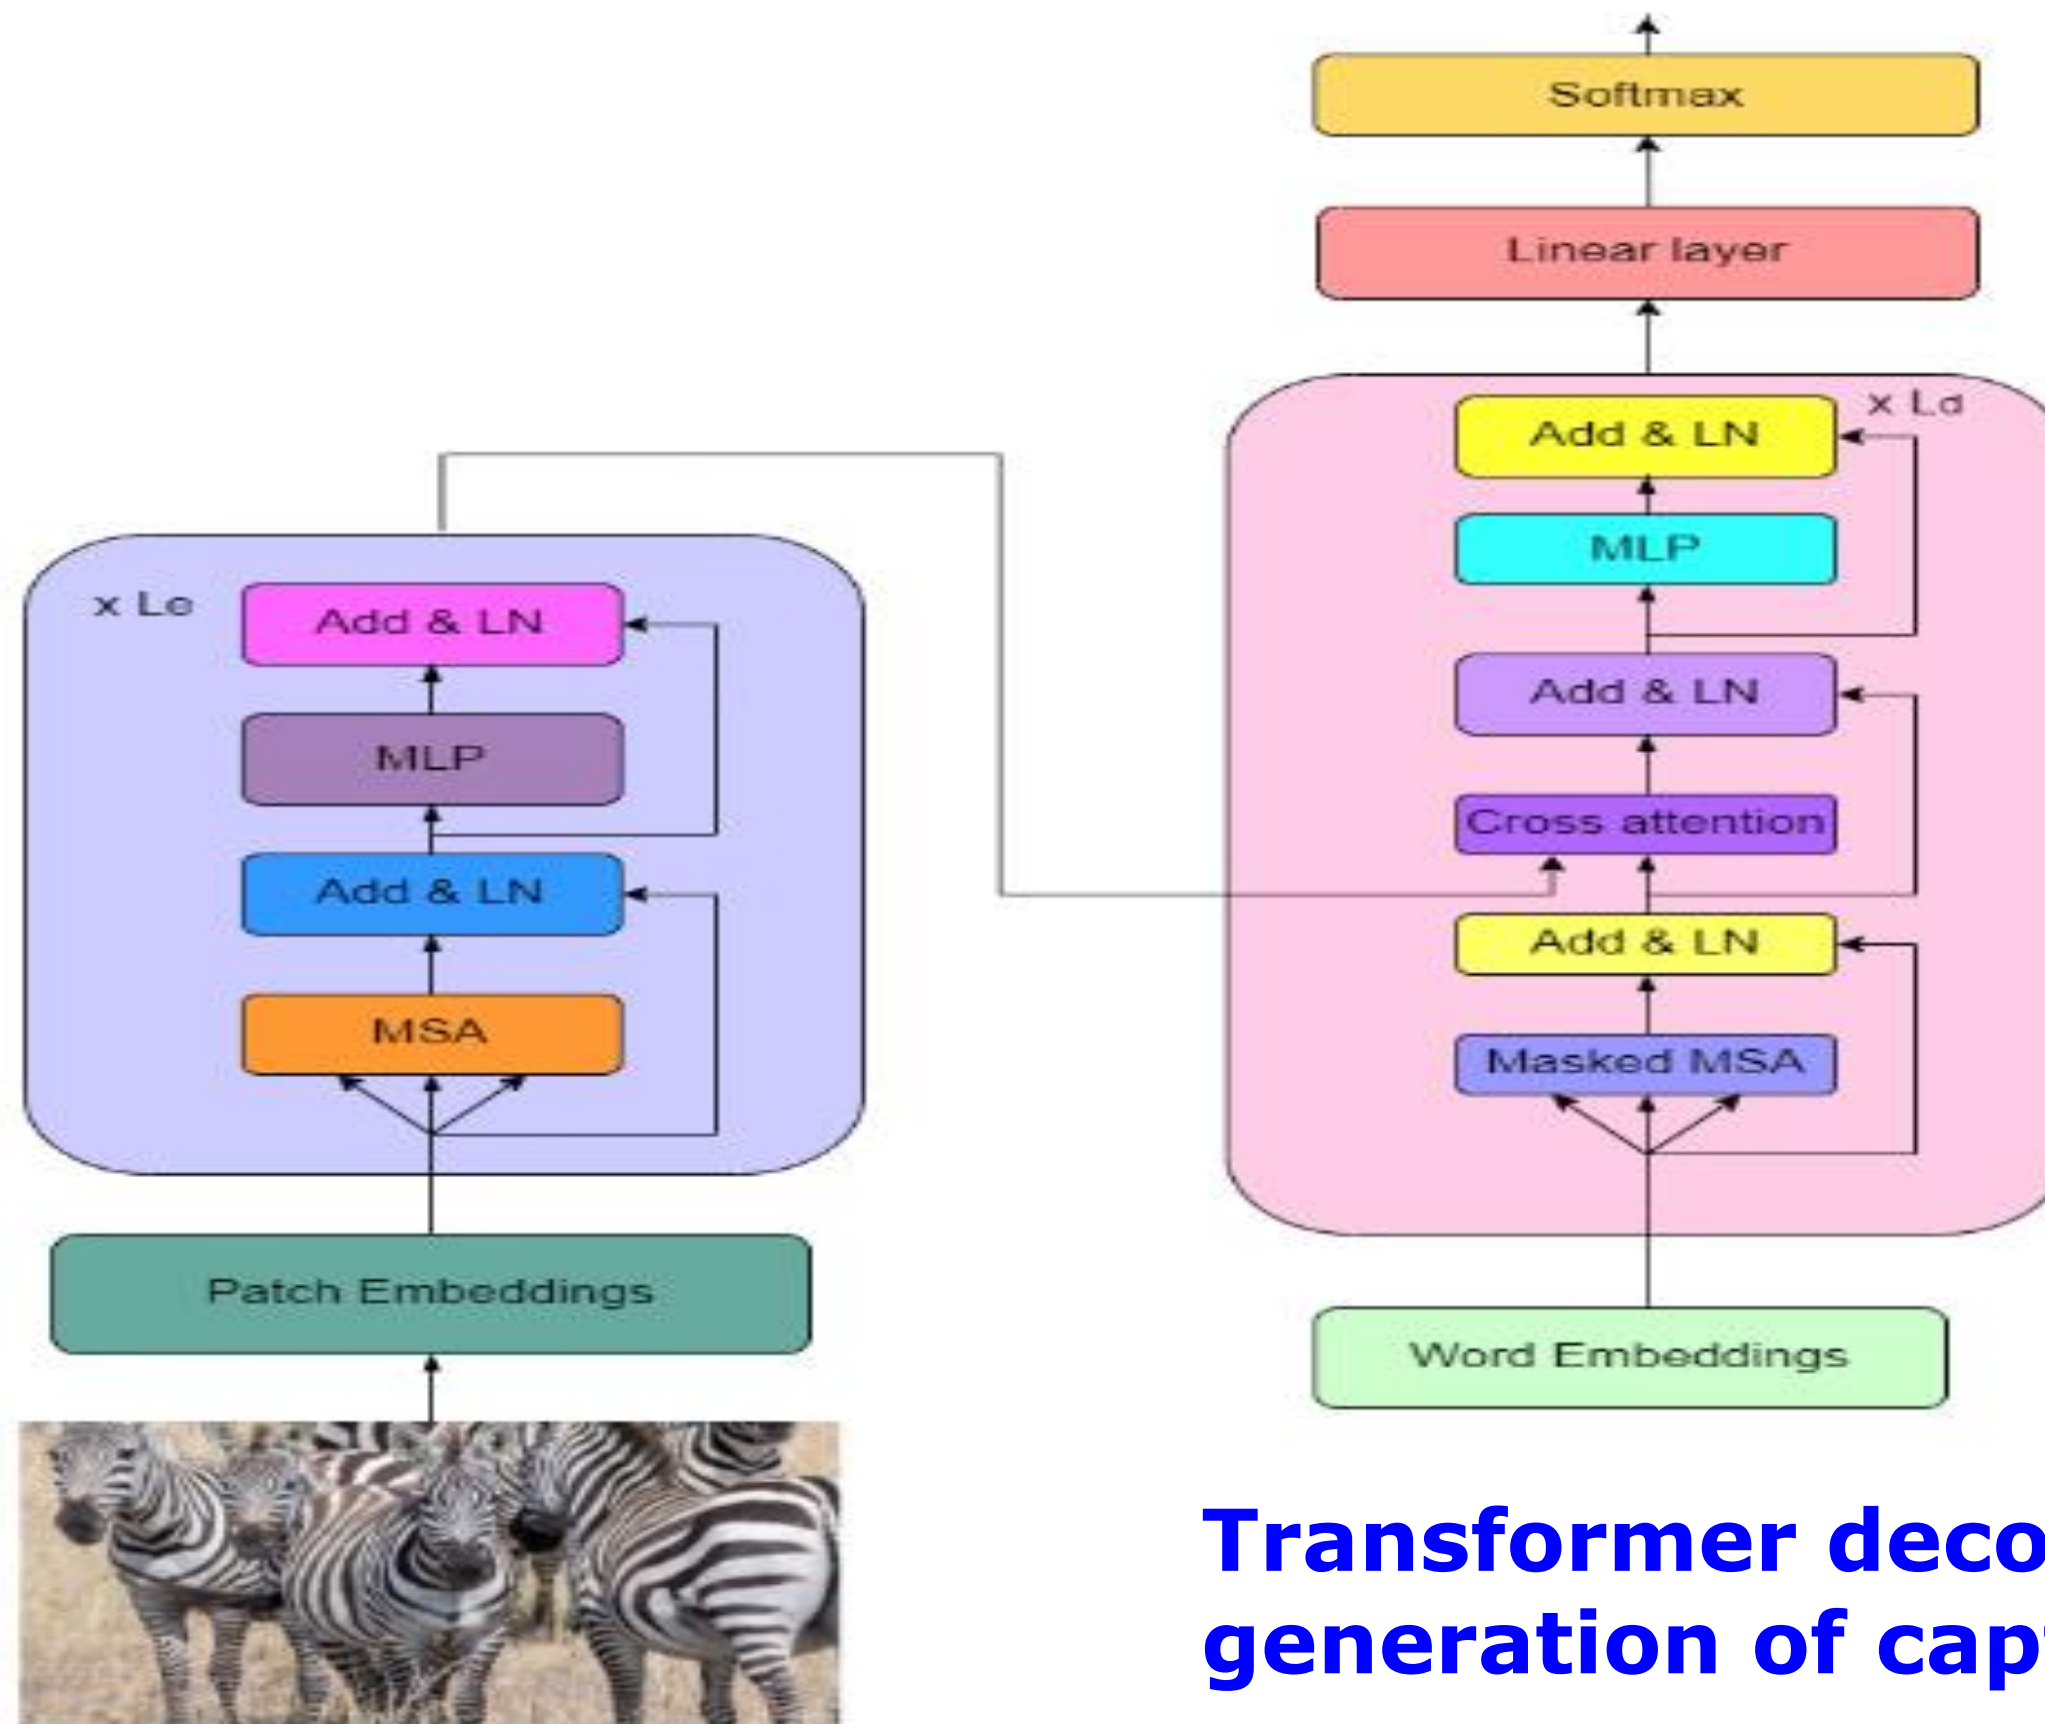 Softmax
Linear layer
x Ld
Add & LN
MLP
Add & LN
Cross attention
Add & LN
Masked MSA
Word Embeddings
x Le
Add & LN
MLP
Add & LN
MSA
Patch Embeddings
Transformer deco
generation of cap